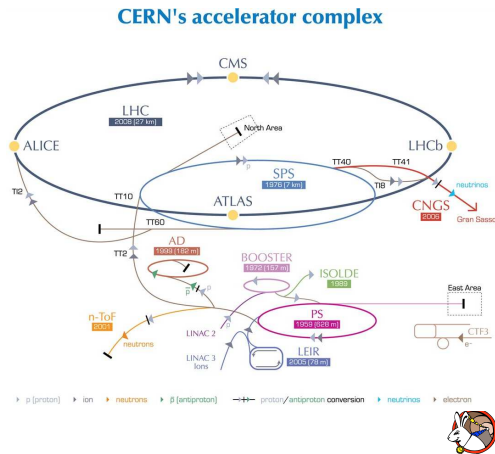 CERN's accelerator complex
CMS
LHC
2008 (27 km)
North Area
ALICE
LHCb
TT40
TT41
SPS
1976 (7 km)
TI2
TT10
TI8
neutrinos
ATLAS
CNGS
2006
Gran Sasso
TT60
AD
1999 (182 m)
TT2
BOOSTER
1972 (157 m)
ISOLDE
1989
p
p
East Area
n-ToF
2001
PS
1959 (628 m)
LINAC 2
neutrons
CTF3
e-
LINAC 3
Ions
LEIR
2005 (78 m)
p (proton)
ion
neutrons
p̄ (antiproton)
proton/antiproton conversion
neutrinos
electron